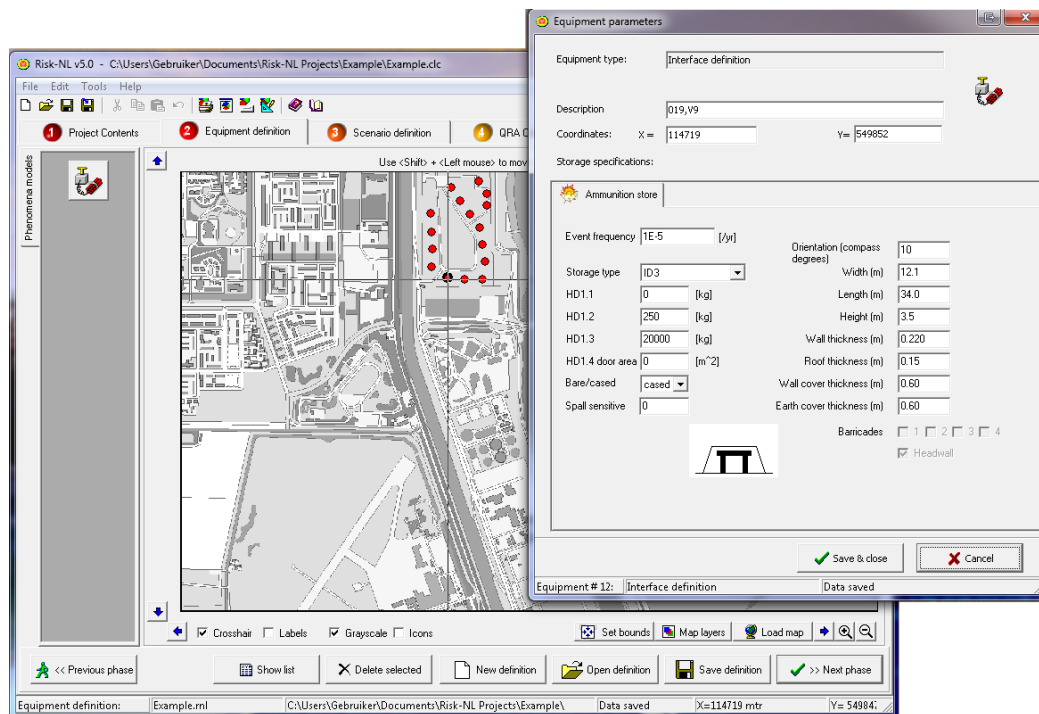 Equipment parameters
Equipment type: Interface definition
Description 019,V9
Coordinates: X = 114719 Y= 549852
Storage specifications:
Ammunition store
Event frequency 1E-5 [/yr]
Storage type ID3
HD1.1 0 [kg]
HD1.2 250 [kg]
HD1.3 20000 [kg]
HD1.4 door area 0 [m^2]
Bare/cased cased
Spall sensitive 0
Orientation (compass
degrees) 10
Width (m) 12.1
Length (m) 34.0
Height (m) 3.5
Wall thickness (m) 0.220
Roof thickness (m) 0.15
Wall cover thickness (m) 0.60
Earth cover thickness (m) 0.60
Barricades 1 2 3 4
Headwall
Save & close Cancel
Equipment # 12: Interface definition Data saved
Risk-NL v5.0 - C:\Users\Gebruiker\Documents\Risk-NL Projects\Example\Example.clc
File Edit Tools Help
1 Project Contents 2 Equipment definition 3 Scenario definition 4 QRA
Phenomena models
Use <Shift> + <Left mouse> to mov
Crosshair Labels Grayscale Icons Set bounds Map layers Load map
<< Previous phase Show list Delete selected New definition Open definition Save definition >> Next phase
Equipment definition: Example.rnl C:\Users\Gebruiker\Documents\Risk-NL Projects\Example\ Data saved X=114719 mtr Y= 54984